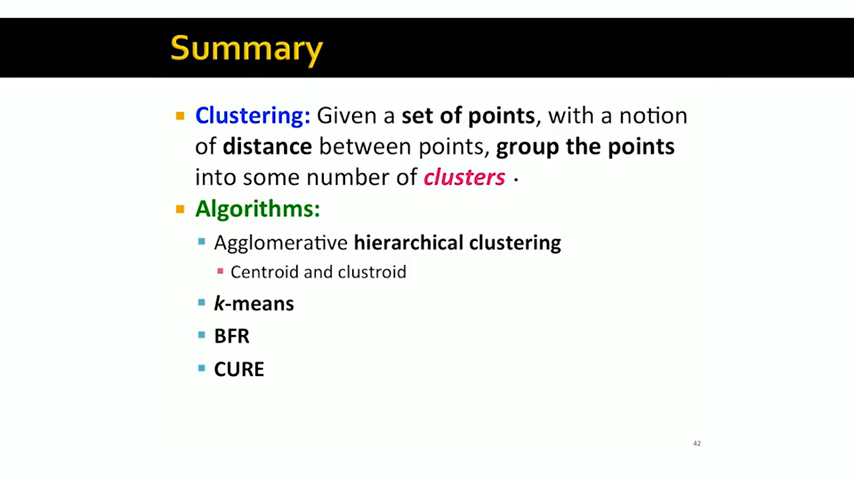 Summary
Clustering: Given a set of points, with a notion
of distance between points, group the points
into some number of clusters
Algorithms:
Agglomerative hierarchical clustering
Centroid and clustroid
k-means
BFR
CURE
42